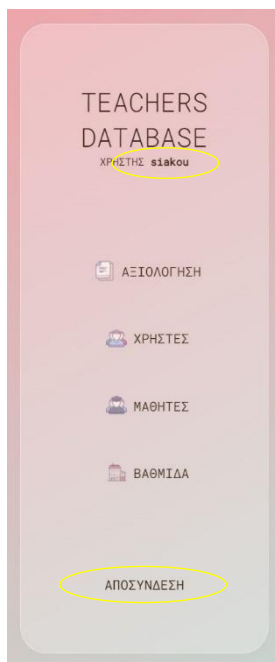 TEACHERS
DATABASE
ΧΡΗΣΤΗΣ siakou
ΑΞΙΟΛΟΓΗΣΗ
ΧΡΗΣΤΕΣ
ΜΑΘΗΤΕΣ
ΒΑΘΜΙΔΑ
ΑΠΟΣΥΝΔΕΣΗ